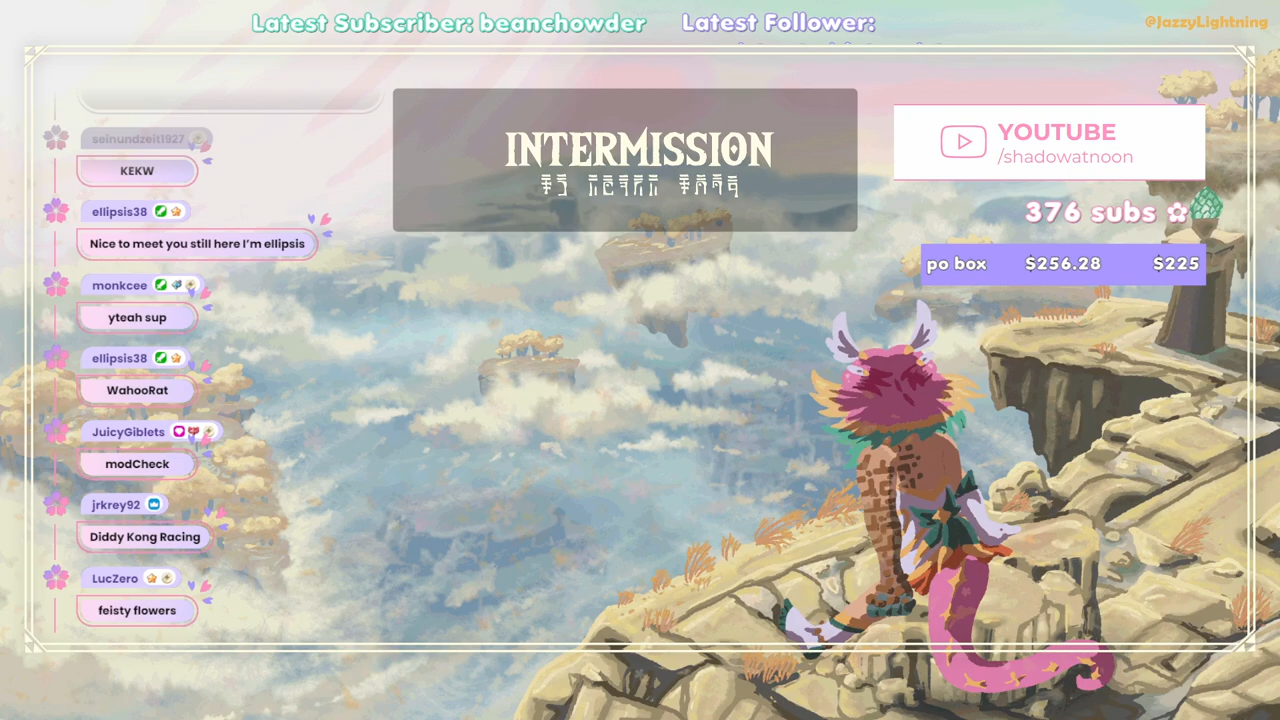 Latest Subscriber: beanchowder
Latest Follower:
@JazzyLightning
seinundzeit1927
KEKW
ellipsis38
Nice to meet you still here I'm ellipsis
monkcee
yteah sup
ellipsis38
WahooRat
JuicyGiblets
modCheck
jrkrey92
Diddy Kong Racing
LucZero
feisty flowers
INTERMISSION
YOUTUBE
/shadowatnoon
376 subs
po box $256.28 $225